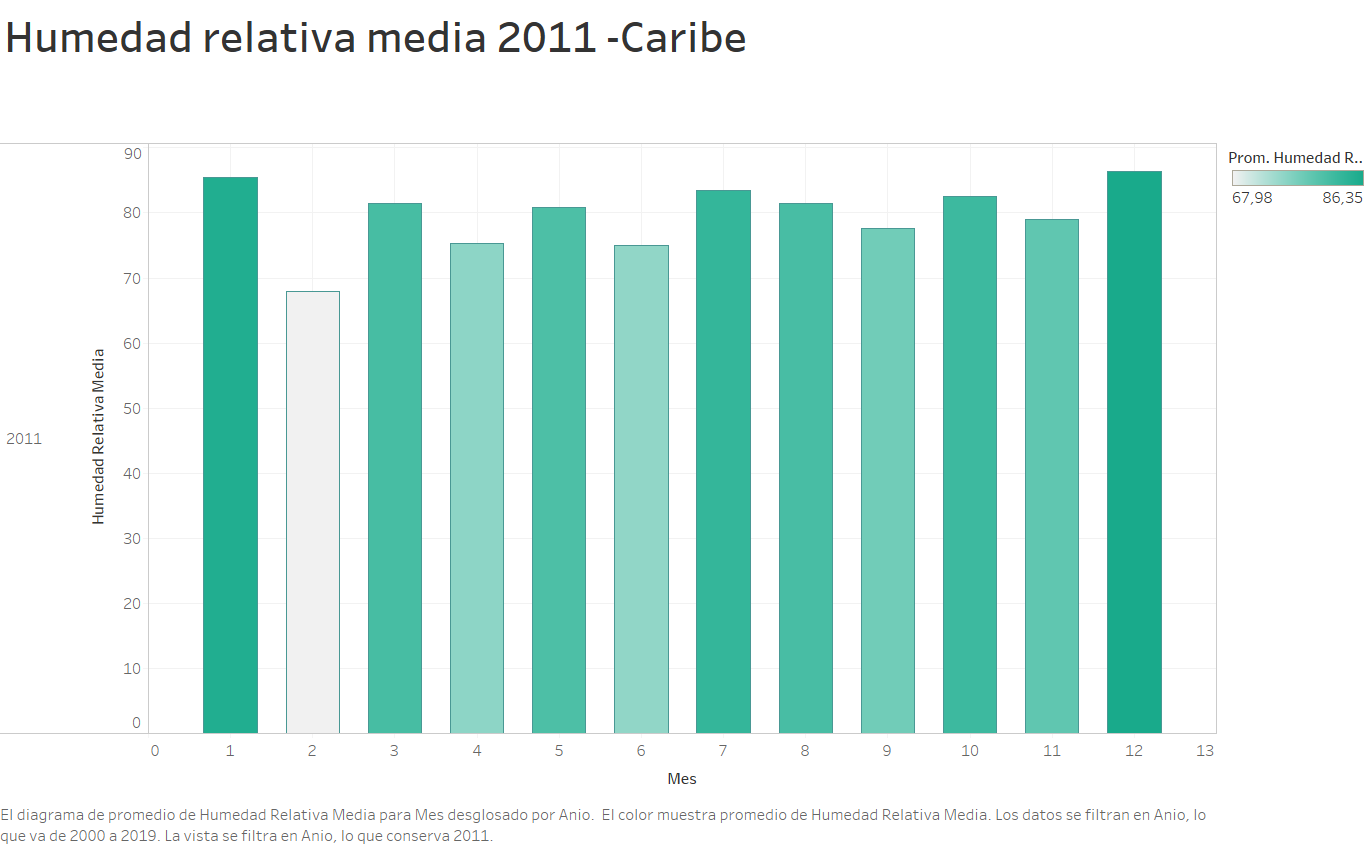 Humedad relativa media 2011 -Caribe
Prom. Humedad R..
67,98 86,35
2011
Humedad Relativa Media
90
80
70
60
50
40
30
20
10
0
0 1 2 3 4 5 6 7 8 9 10 11 12 13
Mes
El diagrama de promedio de Humedad Relativa Media para Mes desglosado por Anio.  El color muestra promedio de Humedad Relativa Media. Los datos se filtran en Anio, lo
que va de 2000 a 2019. La vista se filtra en Anio, lo que conserva 2011.